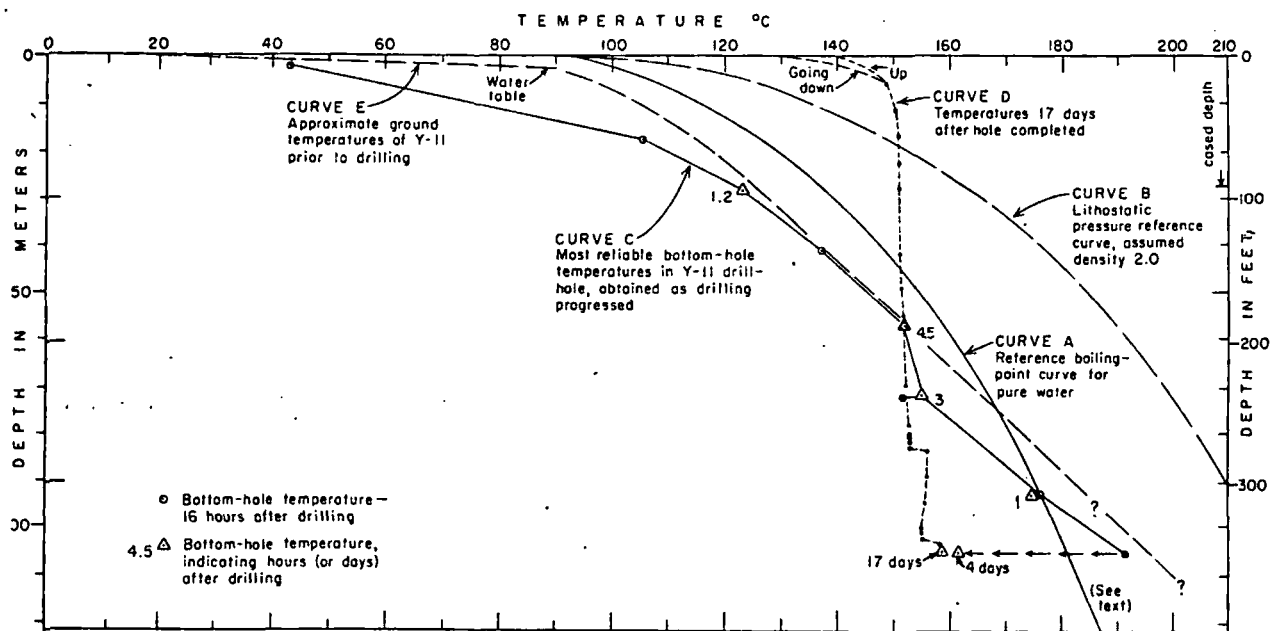 TEMPERATURE °C
0 20 40 60 80 100 120 140 160 180 200 210
0
50
00
DEPTH IN METERS
0
100
200
300
DEPTH IN FEET
cased depth
CURVE E
Approximate ground
temperatures of Y-11
prior to drilling
Water
table
Going
down
Up
CURVE D
Temperatures 17 days
after hole completed
CURVE B
Lithostatic
pressure reference
curve, assumed
density 2.0
1.2
CURVE C
Most reliable bottom-hole
temperatures in Y-11 drill-
hole, obtained as drilling
progressed
45
CURVE A
Reference boiling-
point curve for
pure water
3
1
?
Bottom-hole temperature—
16 hours after drilling
4.5 Bottom-hole temperature,
indicating hours (or days)
after drilling
17 days
4 days
(See
text)
?